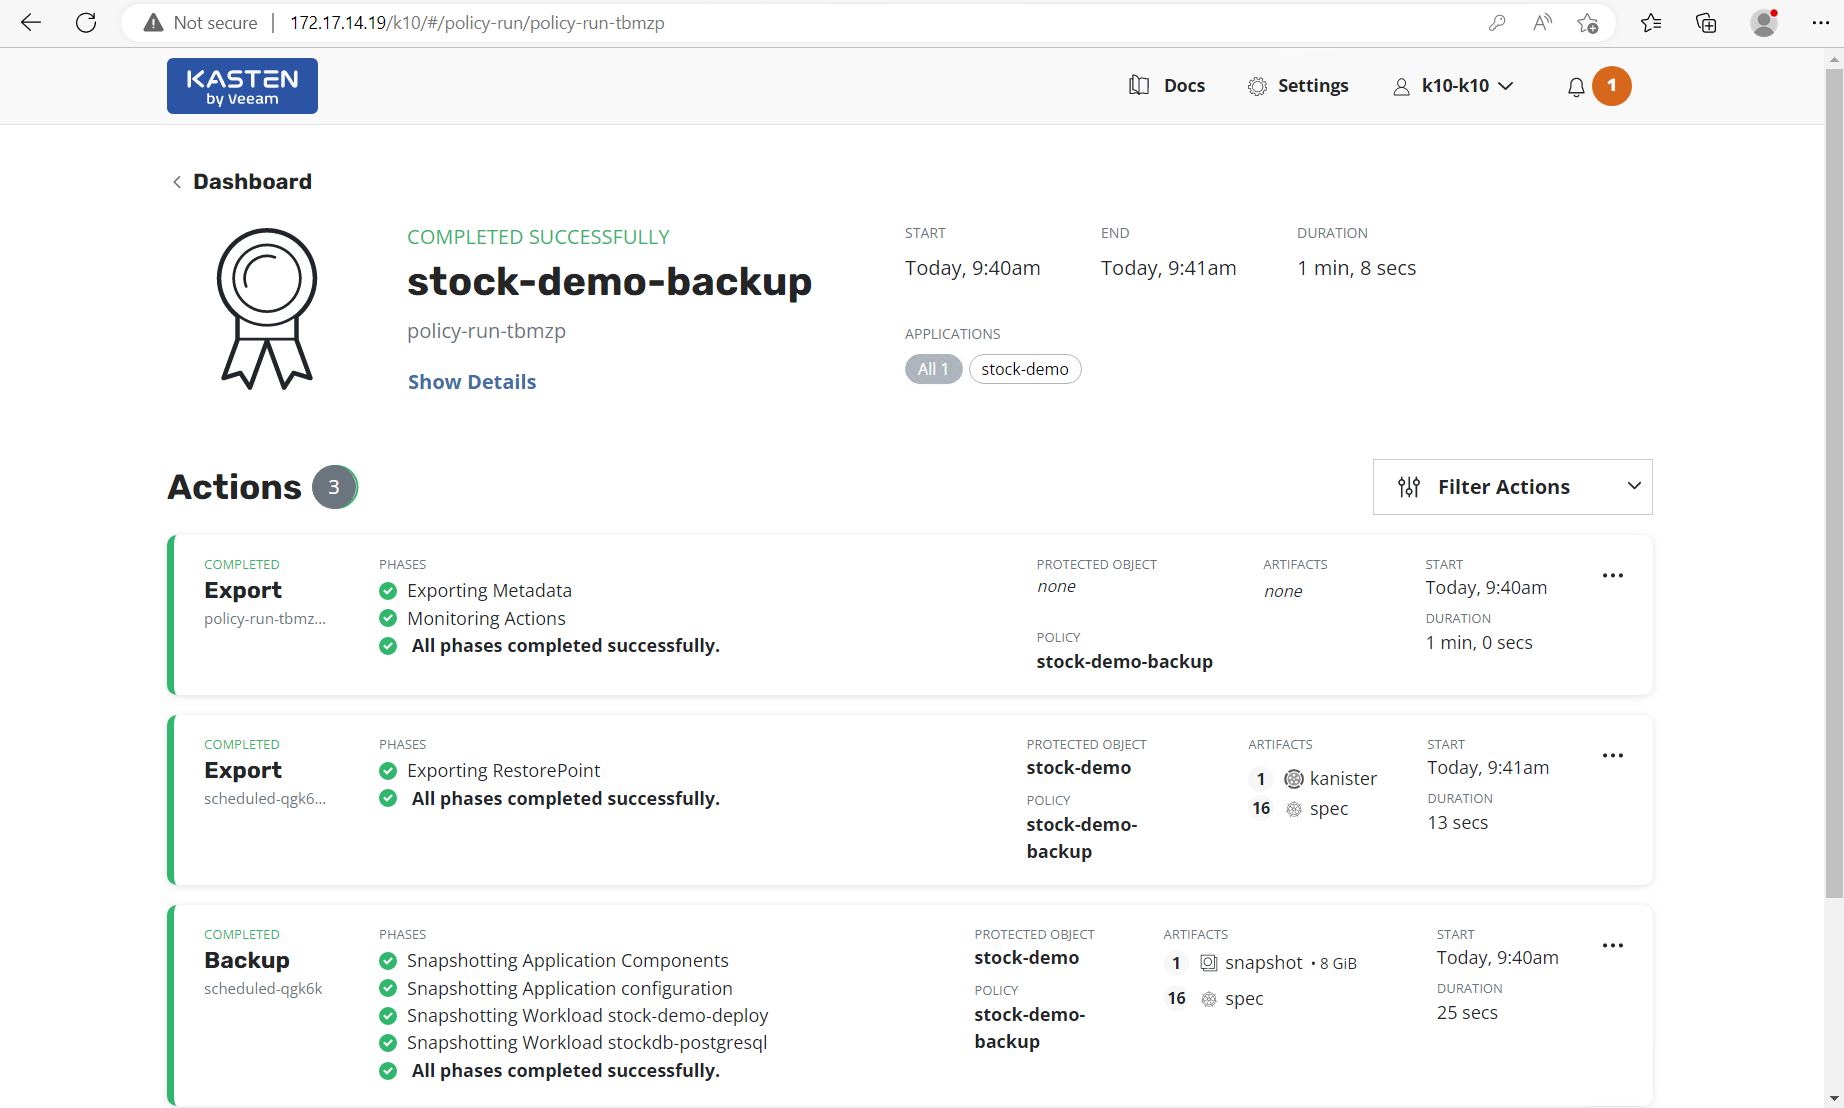 Not secure | 172.17.14.19/k10/#/policy-run/policy-run-tbmzp
KASTEN
by Veeam
Docs
Settings
k10-k10
1
Dashboard
COMPLETED SUCCESSFULLY
stock-demo-backup
policy-run-tbmzp
Show Details
START
Today, 9:40am
END
Today, 9:41am
DURATION
1 min, 8 secs
APPLICATIONS
All 1
stock-demo
Actions 3
Filter Actions
COMPLETED
Export
policy-run-tbmz...
PHASES
Exporting Metadata
Monitoring Actions
All phases completed successfully.
PROTECTED OBJECT
none
POLICY
stock-demo-backup
ARTIFACTS
none
START
Today, 9:40am
DURATION
1 min, 0 secs
COMPLETED
Export
scheduled-qgk6...
PHASES
Exporting RestorePoint
All phases completed successfully.
PROTECTED OBJECT
stock-demo
POLICY
stock-demo-
backup
ARTIFACTS
1 kanister
16 spec
START
Today, 9:41am
DURATION
13 secs
COMPLETED
Backup
scheduled-qgk6k
PHASES
Snapshotting Application Components
Snapshotting Application configuration
Snapshotting Workload stock-demo-deploy
Snapshotting Workload stockdb-postgresql
All phases completed successfully.
PROTECTED OBJECT
stock-demo
POLICY
stock-demo-
backup
ARTIFACTS
1 snapshot • 8 GiB
16 spec
START
Today, 9:40am
DURATION
25 secs